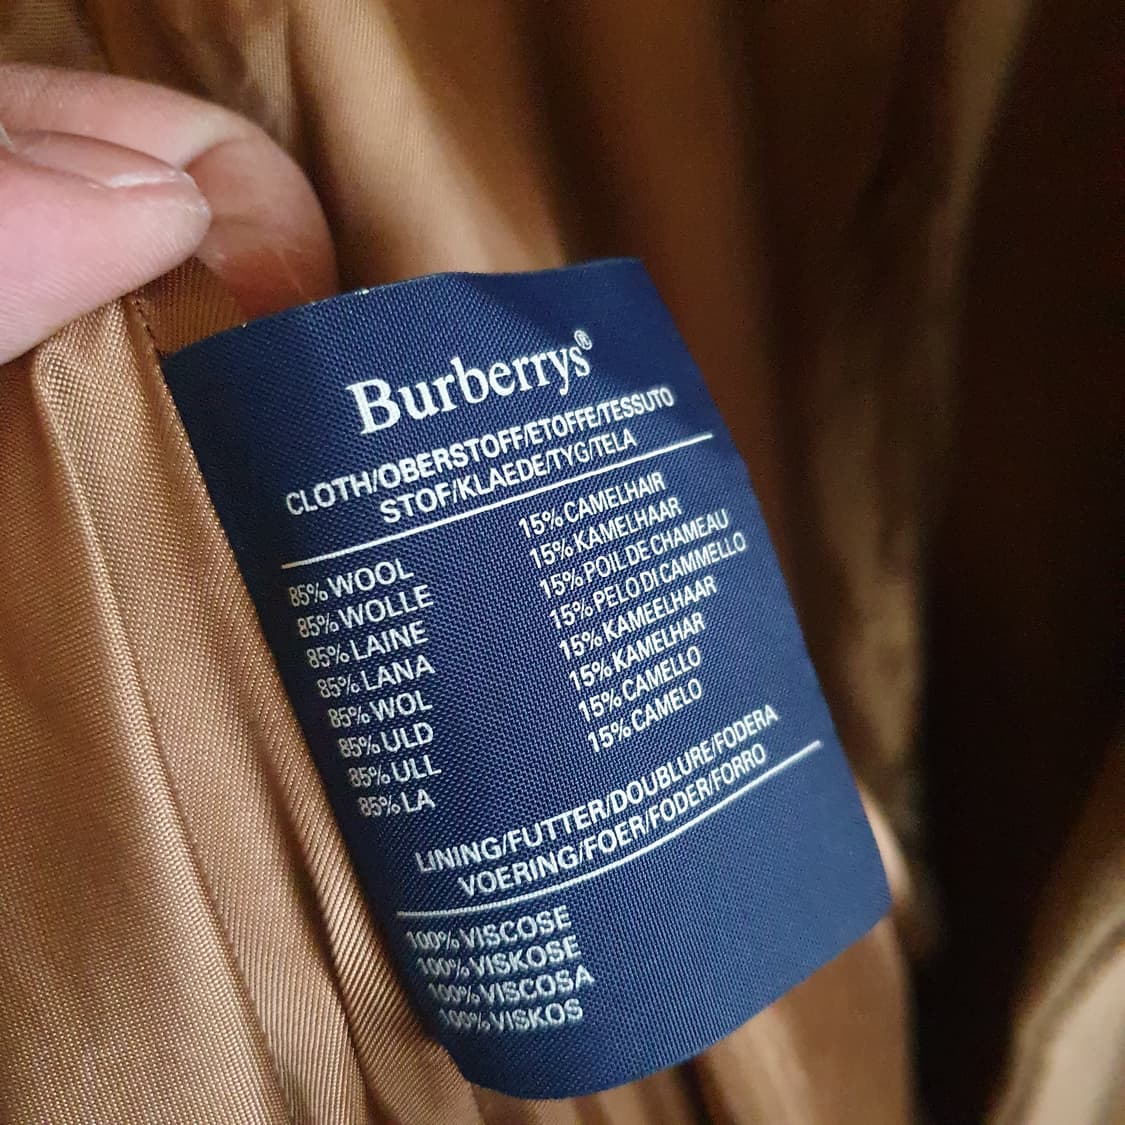 Burberrys®
CLOTH/OBERSTOFF/ETOFFE/TESSUTO
STOF/KLAEDE/TYG/TELA
85% WOOL
85% WOLLE
85% LAINE
85% LANA
85% WOL
85% ULD
85% ULL
85% LA
15% CAMELHAIR
15% KAMELHAAR
15% POIL DE CHAMEAU
15% PELO DI CAMMELLO
15% KAMEELHAAR
15% KAMELHAR
15% CAMELLO
15% CAMELO
LINING/FUTTER/DOUBLURE/FODERA
VOERING/FOER/FODER/FORRO
100% VISCOSE
100% VISKOSE
100% VISCOSA
100% VISKOS